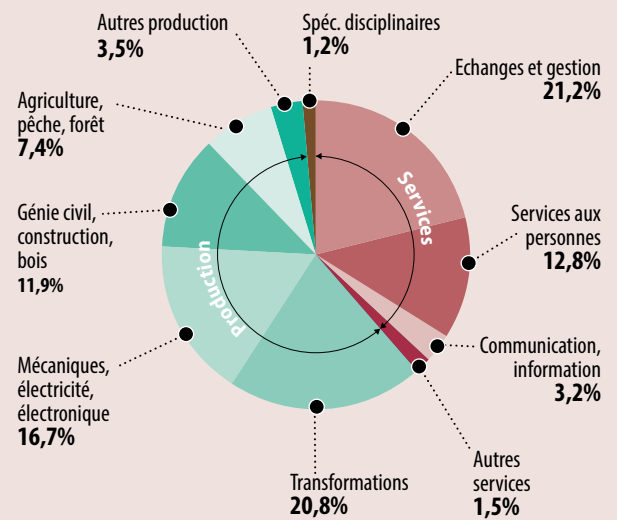 Autres production
3,5%
Spéc. disciplinaires
1,2%
Echanges et gestion
21,2%
Agriculture,
pêche, forêt
7,4%
Services
Génie civil,
construction,
bois
11,9%
Services aux
personnes
12,8%
Production
Mécaniques,
électricité,
électronique
16,7%
Communication,
information
3,2%
Autres
services
1,5%
Transformations
20,8%